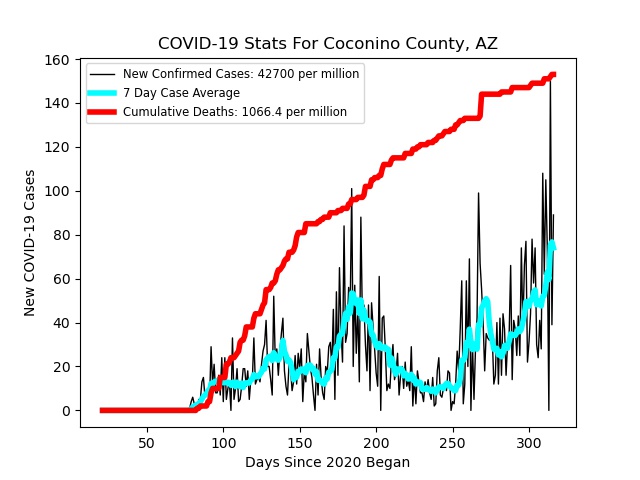 COVID-19 Stats For Coconino County, AZ
New Confirmed Cases: 42700 per million
7 Day Case Average
Cumulative Deaths: 1066.4 per million
New COVID-19 Cases
160
140
120
100
80
60
40
20
0
50
100
150
200
250
300
Days Since 2020 Began